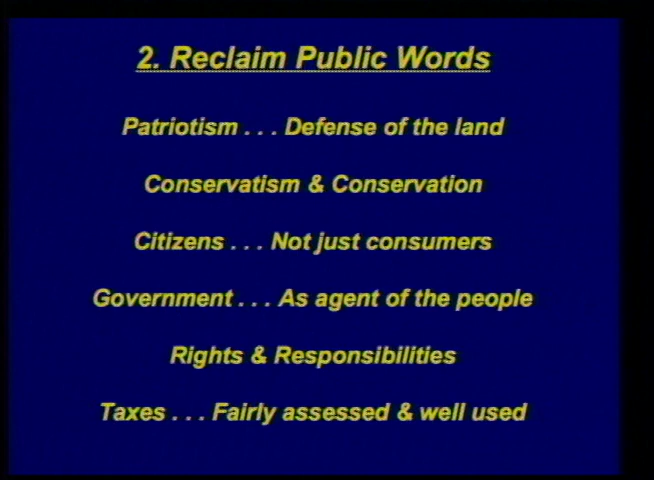 2. Reclaim Public Words
Patriotism . . . Defense of the land
Conservatism & Conservation
Citizens . . . Not just consumers
Government . . . As agent of the people
Rights & Responsibilities
Taxes . . . Fairly assessed & well used